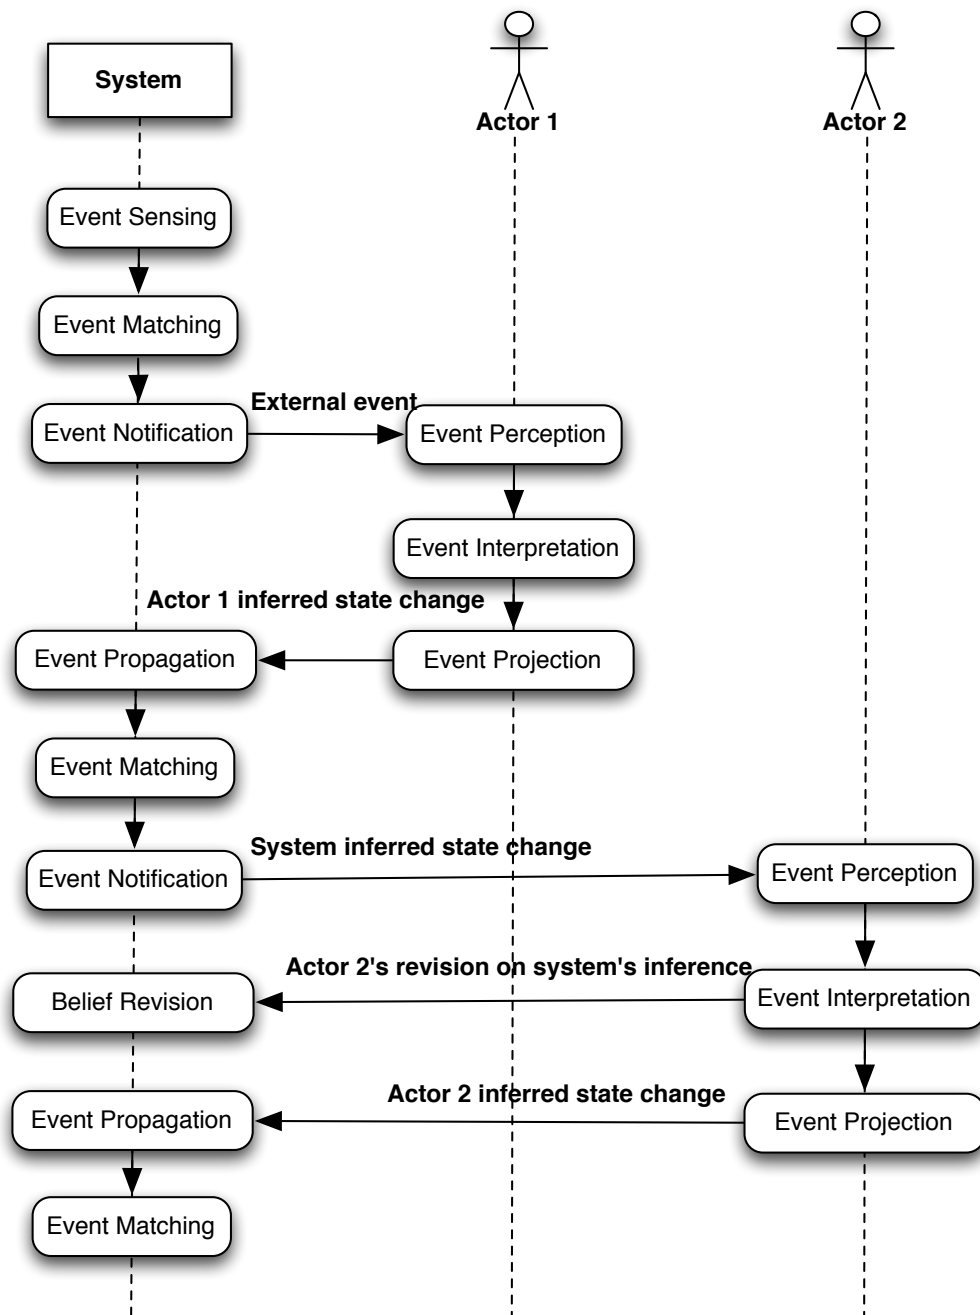 System
Actor 1
Actor 2
Event Sensing
Event Matching
External event
Event Notification
Event Perception
Event Interpretation
Actor 1 inferred state change
Event Propagation
Event Projection
Event Matching
System inferred state change
Event Notification
Event Perception
Actor 2's revision on system's inference
Belief Revision
Event Interpretation
Actor 2 inferred state change
Event Propagation
Event Projection
Event Matching